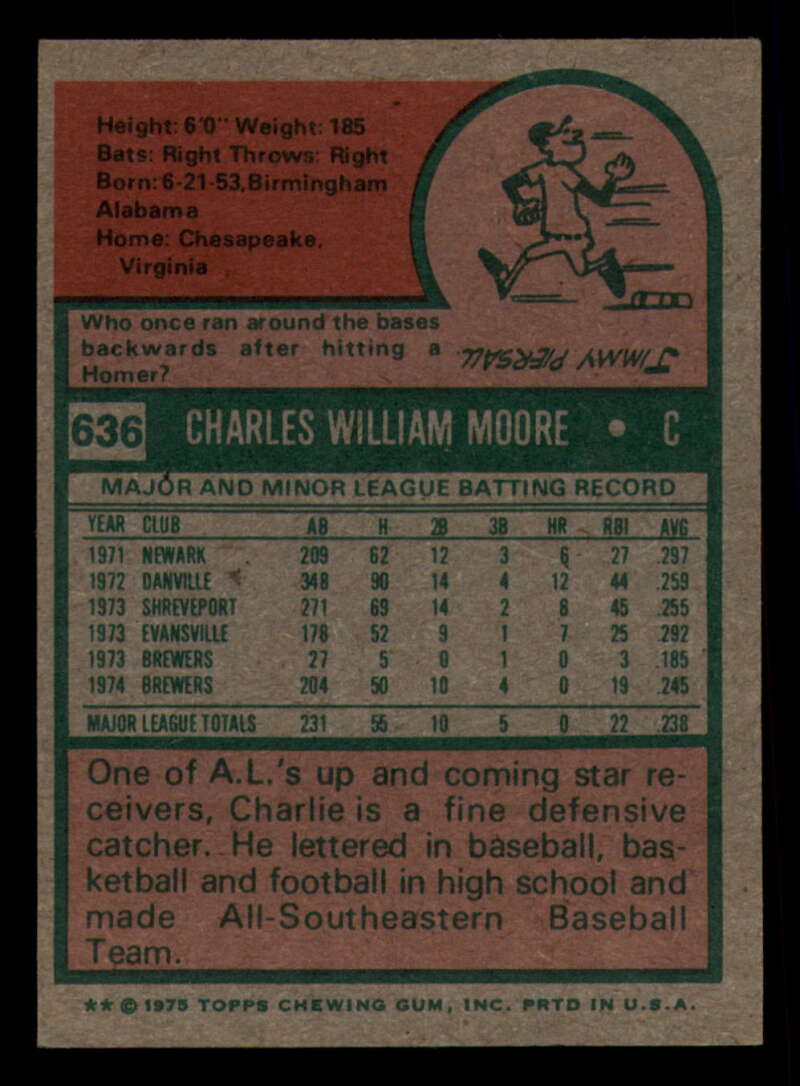 Height: 6'0" Weight: 185
Bats: Right Throws: Right
Born: 6-21-53, Birmingham
Alabama
Home: Chesapeake,
Virginia
Who once ran around the bases
backwards after hitting a
Homer?
JIMMY PIERSALL
636 CHARLES WILLIAM MOORE • C
MAJOR AND MINOR LEAGUE BATTING RECORD
YEAR CLUB AB H 2B 3B HR RBI AVG
1971 NEWARK 209 62 12 3 6 27 .297
1972 DANVILLE 348 90 14 4 12 44 .259
1973 SHREVEPORT 271 69 14 2 8 45 .255
1973 EVANSVILLE 178 52 9 1 7 25 .292
1973 BREWERS 27 5 0 1 0 3 .185
1974 BREWERS 204 50 10 4 0 19 .245
MAJOR LEAGUE TOTALS 231 55 10 5 0 22 .238
One of A.L.'s up and coming star re-
ceivers, Charlie is a fine defensive
catcher. He lettered in baseball, bas-
ketball and football in high school and
made All-Southeastern Baseball
Team.
** © 1975 TOPPS CHEWING GUM, INC. PRTD IN U.S.A.